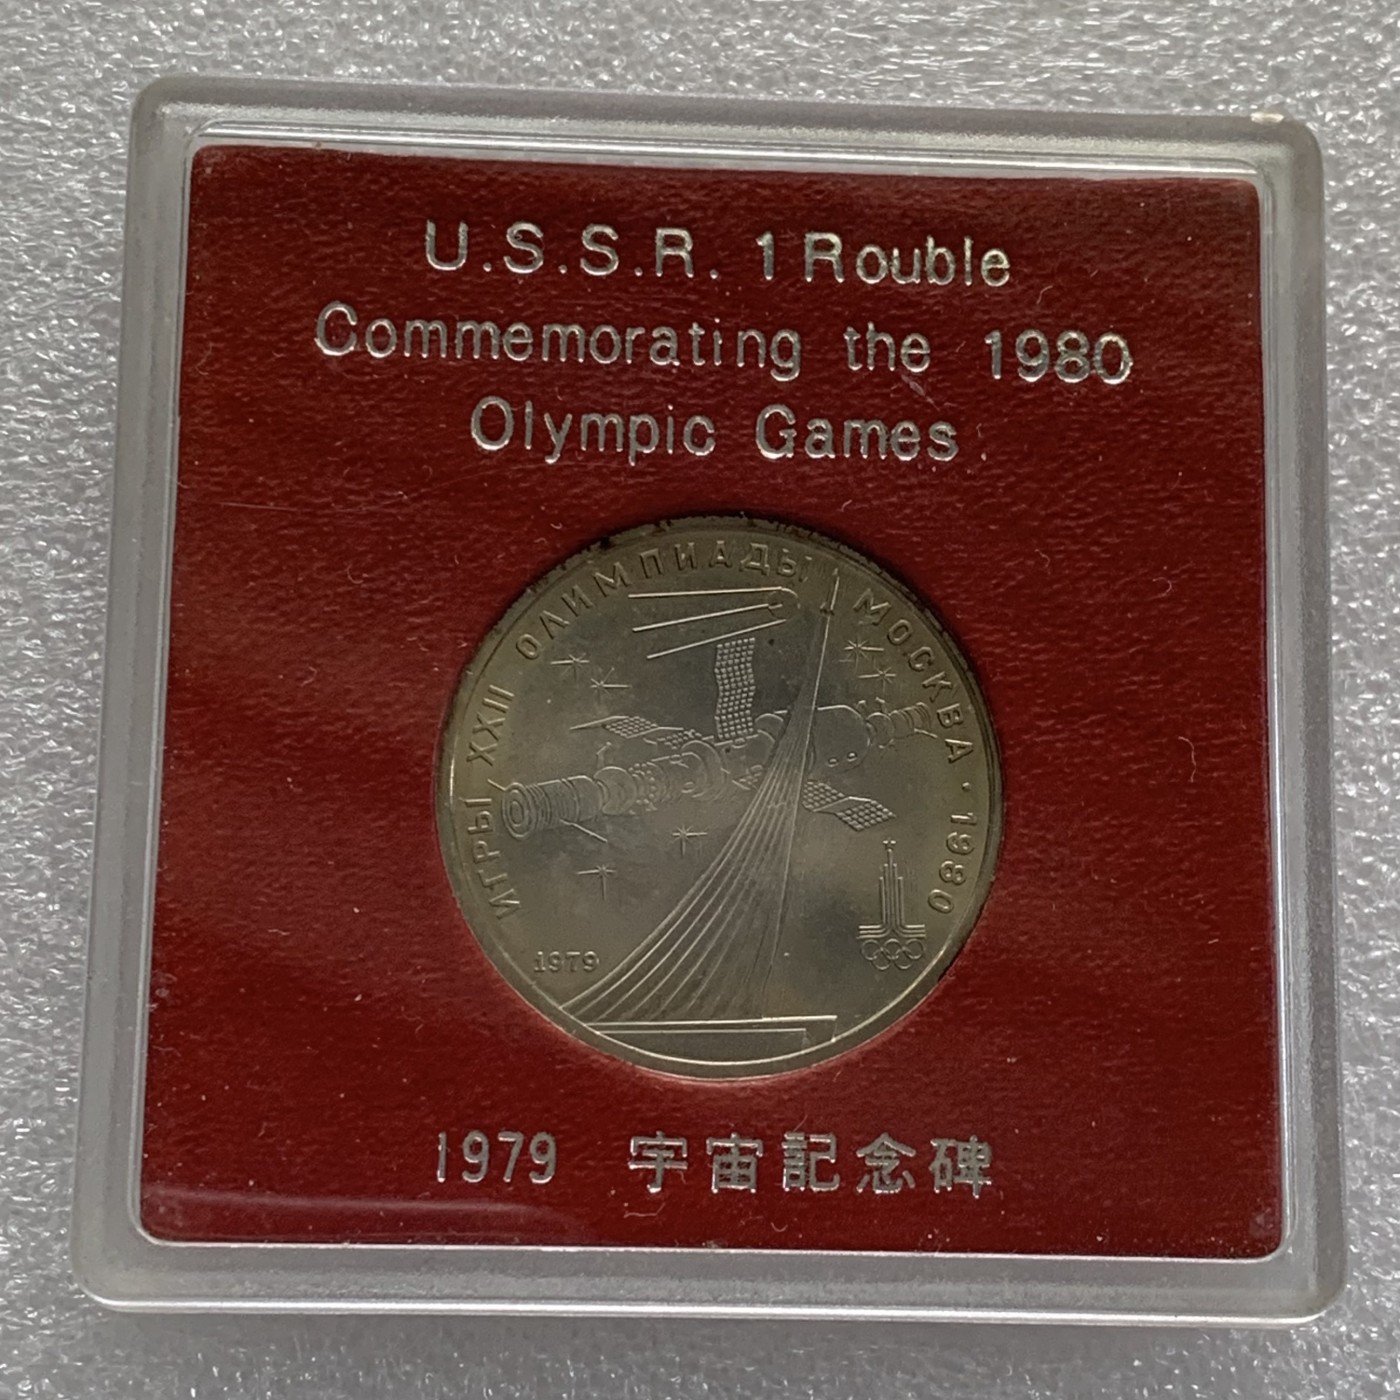 U.S.S.R. 1 Rouble
Commemorating the 1980
Olympic Games
ИГРЫ XXII ОЛИМПИАДЫ МОСКВА · 1980
1979
1979 宇宙記念碑